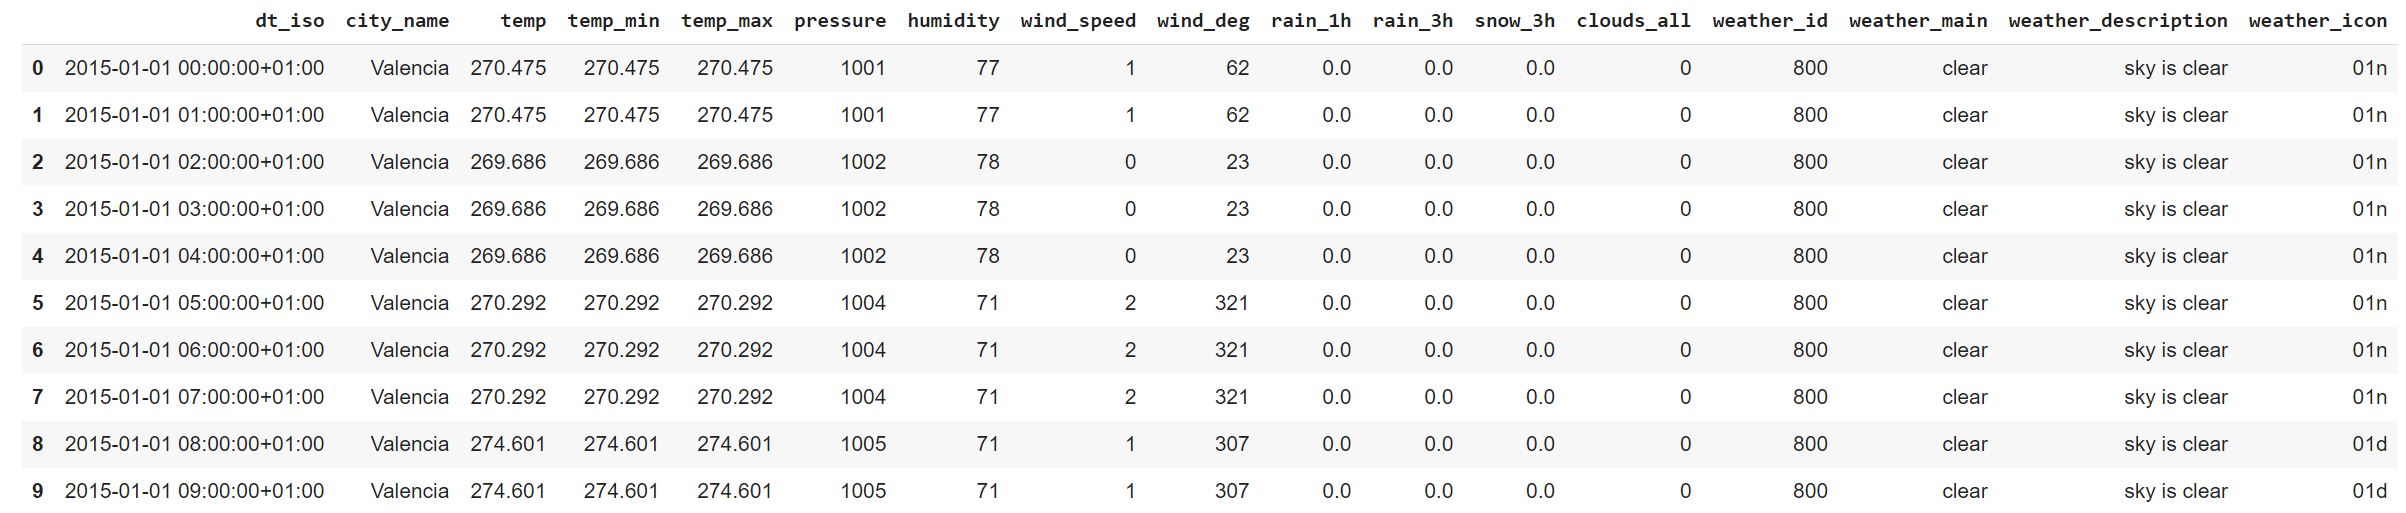 dt_iso city_name temp temp_min temp_max pressure humidity wind_speed wind_deg rain_1h rain_3h snow_3h clouds_all weather_id weather_main weather_description weather_icon
0 2015-01-01 00:00:00+01:00 Valencia 270.475 270.475 270.475 1001 77 1 62 0.0 0.0 0.0 0 800 clear sky is clear 01n
1 2015-01-01 01:00:00+01:00 Valencia 270.475 270.475 270.475 1001 77 1 62 0.0 0.0 0.0 0 800 clear sky is clear 01n
2 2015-01-01 02:00:00+01:00 Valencia 269.686 269.686 269.686 1002 78 0 23 0.0 0.0 0.0 0 800 clear sky is clear 01n
3 2015-01-01 03:00:00+01:00 Valencia 269.686 269.686 269.686 1002 78 0 23 0.0 0.0 0.0 0 800 clear sky is clear 01n
4 2015-01-01 04:00:00+01:00 Valencia 269.686 269.686 269.686 1002 78 0 23 0.0 0.0 0.0 0 800 clear sky is clear 01n
5 2015-01-01 05:00:00+01:00 Valencia 270.292 270.292 270.292 1004 71 2 321 0.0 0.0 0.0 0 800 clear sky is clear 01n
6 2015-01-01 06:00:00+01:00 Valencia 270.292 270.292 270.292 1004 71 2 321 0.0 0.0 0.0 0 800 clear sky is clear 01n
7 2015-01-01 07:00:00+01:00 Valencia 270.292 270.292 270.292 1004 71 2 321 0.0 0.0 0.0 0 800 clear sky is clear 01n
8 2015-01-01 08:00:00+01:00 Valencia 274.601 274.601 274.601 1005 71 1 307 0.0 0.0 0.0 0 800 clear sky is clear 01d
9 2015-01-01 09:00:00+01:00 Valencia 274.601 274.601 274.601 1005 71 1 307 0.0 0.0 0.0 0 800 clear sky is clear 01d